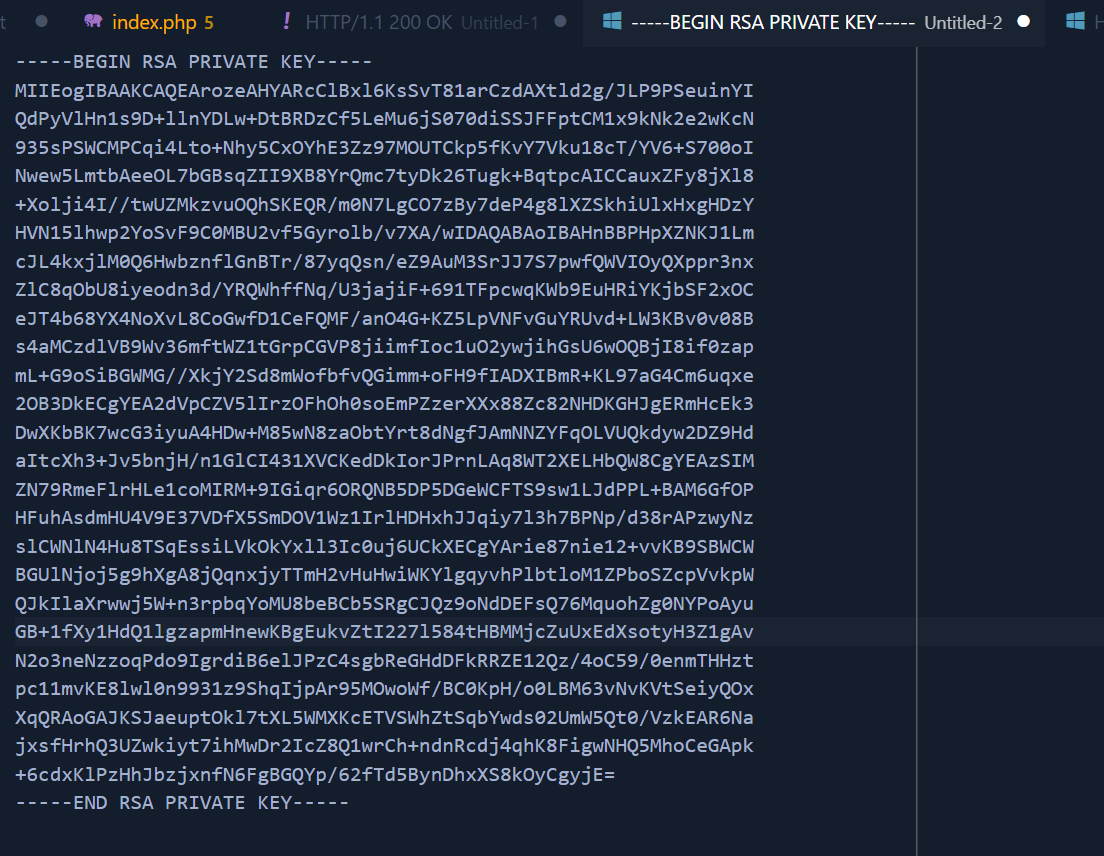 t ● index.php 5 ! HTTP/1.1 200 OK Untitled-1 ● -----BEGIN RSA PRIVATE KEY----- Untitled-2 ● H
-----BEGIN RSA PRIVATE KEY-----
MIIEogIBAAKCAQEArozeAHYARcClBxl6KsSvT81arCzdAXtld2g/JLP9PSeuinYI
QdPyVlHn1s9D+llnYDLw+DtBRDzCf5LeMu6jS070diSSJFFptCM1x9kNk2e2wKcN
935sPSWCMPCqi4Lto+Nhy5CxOYhE3Zz97MOUTCkp5fKvY7Vku18cT/YV6+S700oI
Nwew5LmtbAeeOL7bGBsqZII9XB8YrQmc7tyDk26Tugk+BqtpcAICCauxZFy8jXl8
+Xolji4I//twUZMkzvuOQhSKEQR/m0N7LgCO7zBy7deP4g8lXZSkhiUlxHxgHDzY
HVN15lhwp2YoSvF9C0MBU2vf5Gyrolb/v7XA/wIDAQABAoIBAHnBBPHpXZNKJ1Lm
cJL4kxjlM0Q6HwbznflGnBTr/87yqQsn/eZ9AuM3SrJJ7S7pwfQWVIOyQXppr3nx
ZlC8qObU8iyeodn3d/YRQWhffNq/U3jajiF+691TFpcwqKWb9EuHRiYKjbSF2xOC
eJT4b68YX4NoXvL8CoGwfD1CeFQMF/anO4G+KZ5LpVNFvGuYRUvd+LW3KBv0v08B
s4aMCzdlVB9Wv36mftWZ1tGrpCGVP8jiimfIoc1uO2ywjihGsU6wOQBjI8if0zap
mL+G9oSiBGWMG//XkjY2Sd8mWofbfvQGimm+oFH9fIADXIBmR+KL97aG4Cm6uqxe
2OB3DkECgYEA2dVpCZV5lIrzOFhOh0soEmPZzerXXx88Zc82NHDKGHJgERmHcEk3
DwXKbBK7wcG3iyuA4HDw+M85wN8zaObtYrt8dNgfJAmNNZYFqOLVUQkdyw2DZ9Hd
aItcXh3+Jv5bnjH/n1GlCI431XVCKedDkIorJPrnLAq8WT2XELHbQW8CgYEAzSIM
ZN79RmeFlrHLe1coMIRM+9IGiqr6ORQNB5DP5DGeWCFTS9sw1LJdPPL+BAM6GfOP
HFuhAsdmHU4V9E37VDfX5SmDOV1Wz1IrlHDHxhJJqiy7l3h7BPNp/d38rAPzwyNz
slCWNlN4Hu8TSqEssiLVkOkYxll3Ic0uj6UCkXECgYArie87nie12+vvKB9SBWCW
BGUlNjoj5g9hXgA8jQqnxjyTTmH2vHuHwiWKYlgqyvhPlbtloM1ZPboSZcpVvkpW
QJkIlaXrwwj5W+n3rpbqYoMU8beBCb5SRgCJQz9oNdDEFsQ76MquohZg0NYPoAyu
GB+1fXy1HdQ1lgzapmHnewKBgEukvZtI227l584tHBMMjcZuUxEdXsotyH3Z1gAv
N2o3neNzzoqPdo9IgrdiB6elJPzC4sgbReGHdDFkRRZE12Qz/4oC59/0enmTHHzt
pc11mvKE8lwl0n9931z9ShqIjpAr95MOwoWf/BC0KpH/o0LBM63vNvKVtSeiyQOx
XqQRAoGAJKSJaeuptOkl7tXL5WMXKcETVSWhZtSqbYwds02UmW5Qt0/VzkEAR6Na
jxsfHrhQ3UZwkiyt7ihMwDr2IcZ8Q1wrCh+ndnRcdj4qhK8FigwNHQ5MhoCeGApk
+6cdxKlPzHhJbzjxnfN6FgBGQYp/62fTd5BynDhxXS8kOyCgyjE=
-----END RSA PRIVATE KEY-----